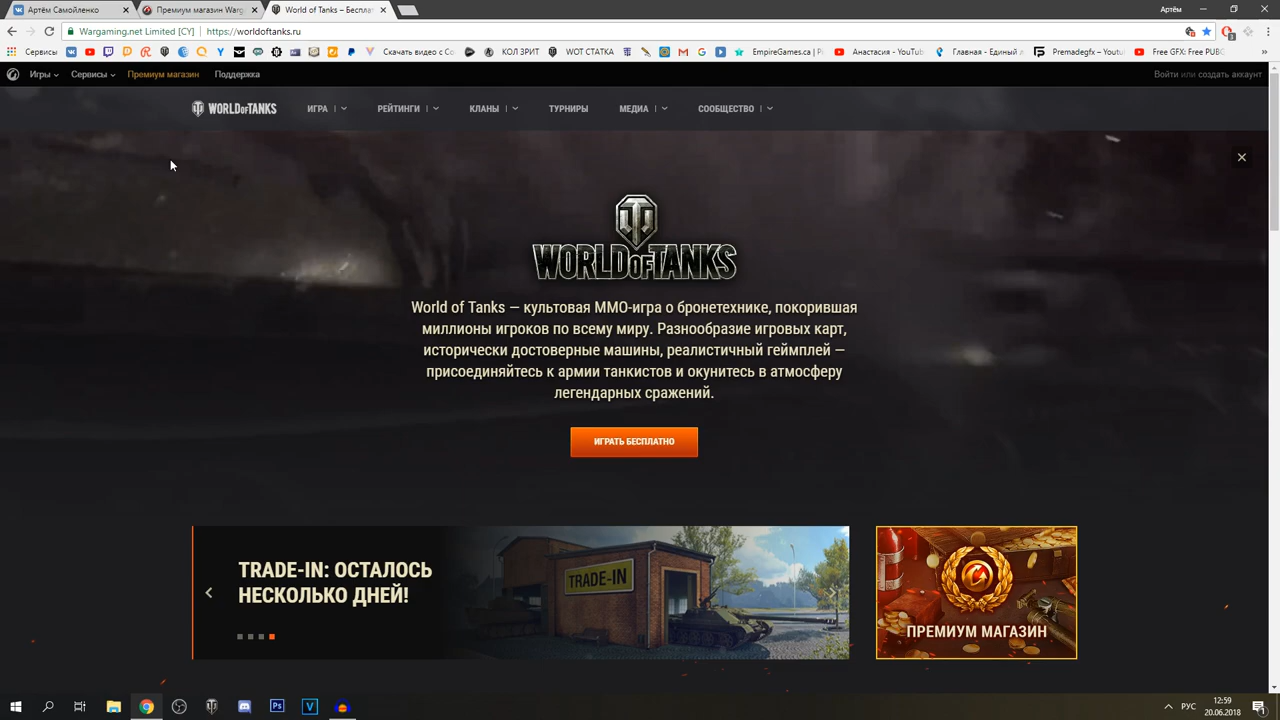 Артём Самойленко
Премиум магазин Warg
World of Tanks – Бесплат
Артём
Wargaming.net Limited [CY] https://worldoftanks.ru
Сервисы
Скачать видео с Со
КОЛ ЗРИТ
WOT СТАТКА
EmpireGames.ca | Р
Анастасия - YouTub
Главная - Единый
Premadegfx - Youtu
Free GFX: Free PUBG
Игры Сервисы Премиум магазин Поддержка
Войти или создать аккаунт
WORLD OF TANKS
ИГРА РЕЙТИНГИ КЛАНЫ ТУРНИРЫ МЕДИА СООБЩЕСТВО
WORLD OF TANKS
World of Tanks — культовая ММО-игра о бронетехнике, покорившая
миллионы игроков по всему миру. Разнообразие игровых карт,
исторически достоверные машины, реалистичный геймплей —
присоединяйтесь к армии танкистов и окунитесь в атмосферу
легендарных сражений.
ИГРАТЬ БЕСПЛАТНО
TRADE-IN: ОСТАЛОСЬ
НЕСКОЛЬКО ДНЕЙ!
TRADE-IN
ПРЕМИУМ МАГАЗИН
РУС
12:59
20.06.2018